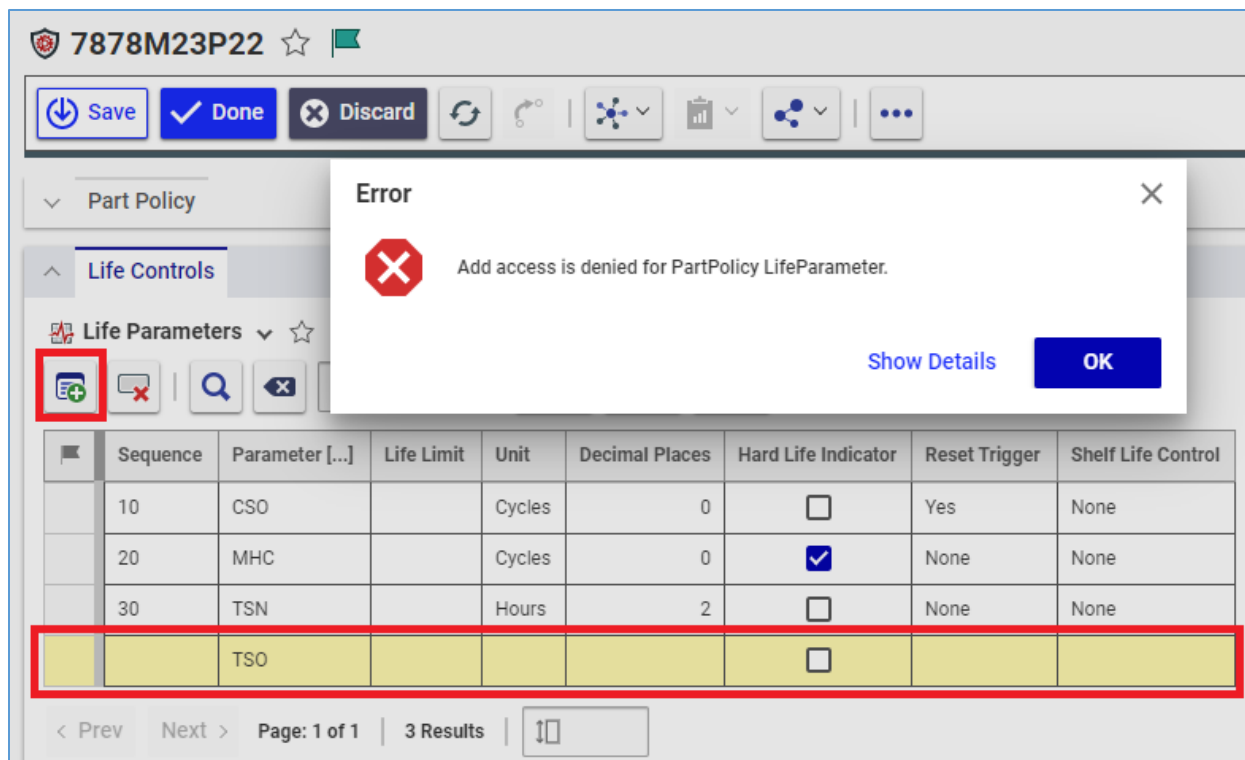 7878M23P22
Save Done Discard
Part Policy
Error
Life Controls
Add access is denied for PartPolicy LifeParameter.
Life Parameters
Show Details OK
Sequence Parameter [...] Life Limit Unit Decimal Places Hard Life Indicator Reset Trigger Shelf Life Control
10 CSO Cycles 0 Yes None
20 MHC Cycles 0 None None
30 TSN Hours 2 None None
TSO
< Prev Next > Page: 1 of 1 3 Results